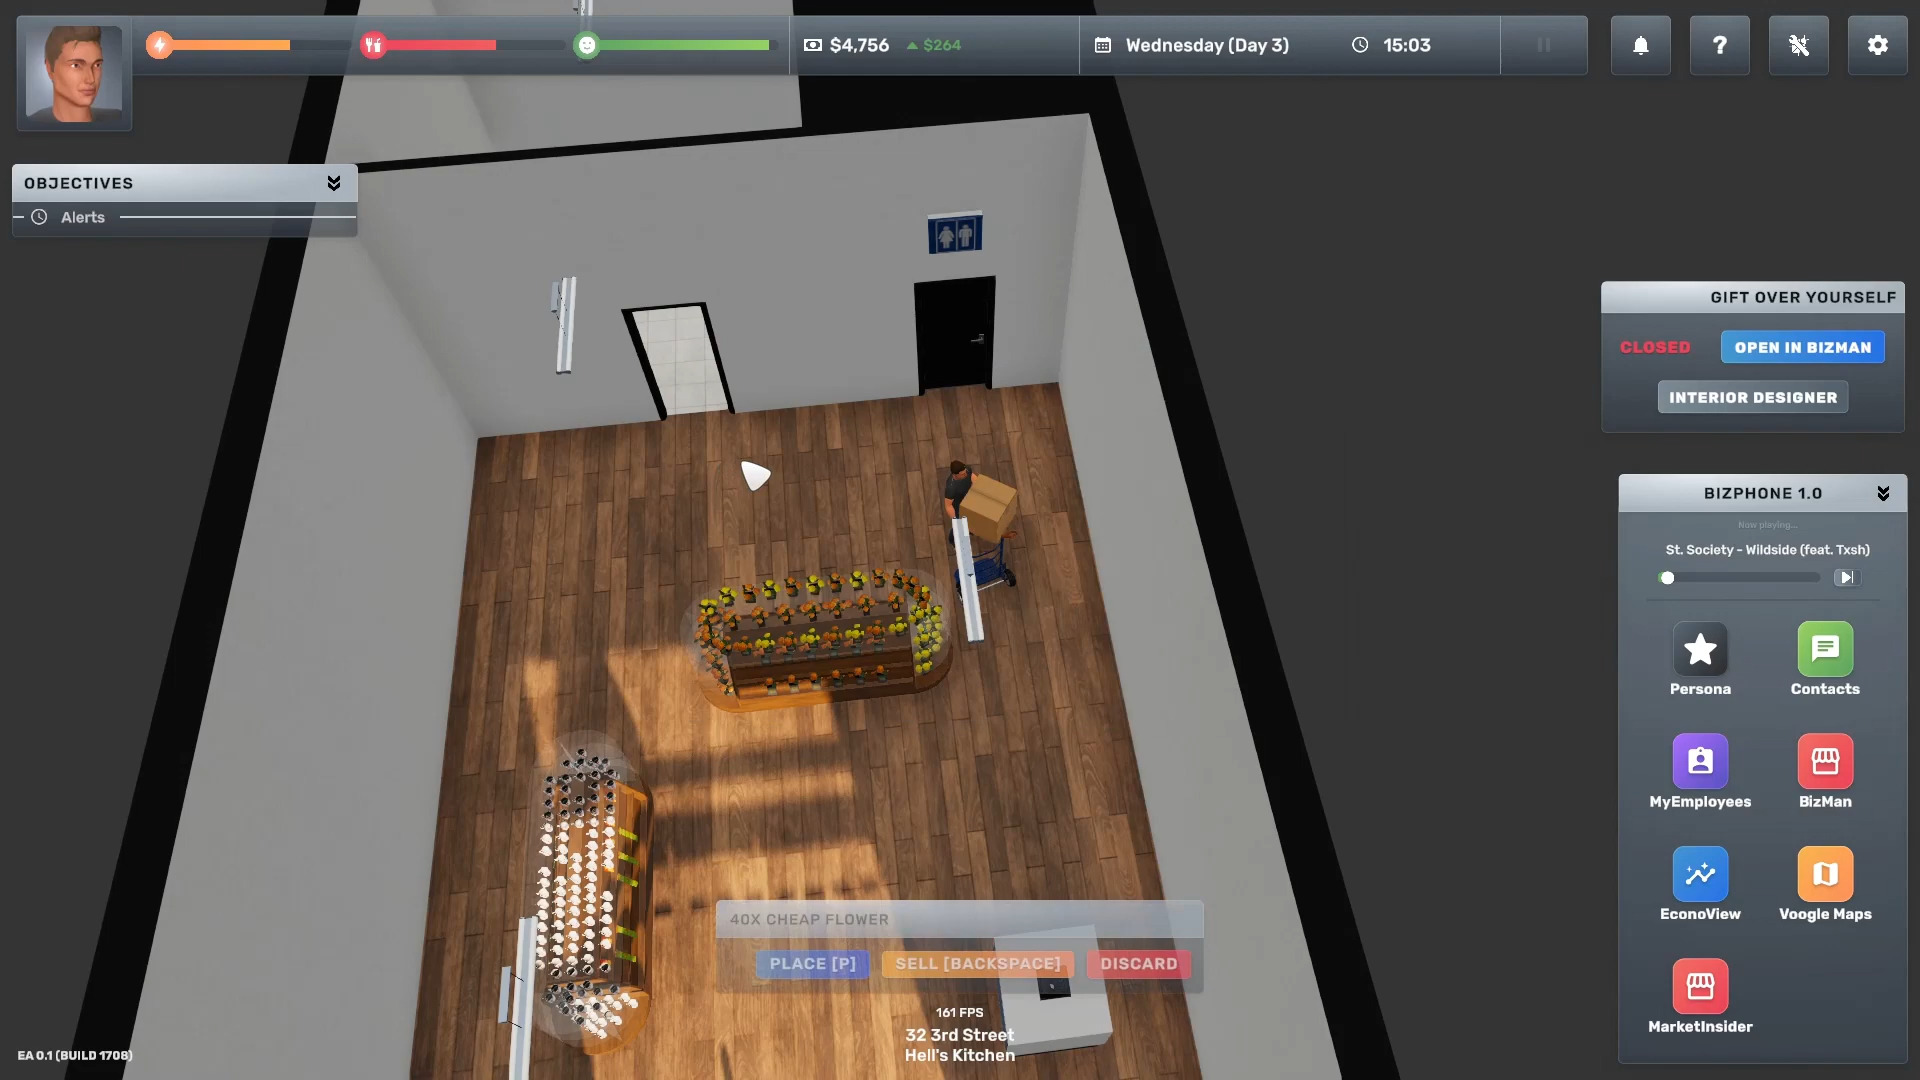 $4,756
$264
Wednesday (Day 3)
15:03
?
OBJECTIVES
Alerts
GIFT OVER YOURSELF
CLOSED
OPEN IN BIZMAN
INTERIOR DESIGNER
BIZPHONE 1.0
Now playing...
St. Society - Wildside (feat. Txsh)
Persona
Contacts
MyEmployees
BizMan
EconoView
Voogle Maps
MarketInsider
40X CHEAP FLOWER
PLACE [P]
SELL [BACKSPACE]
DISCARD
161 FPS
32 3rd Street
Hell's Kitchen
EA 0.1 (BUILD 1708)